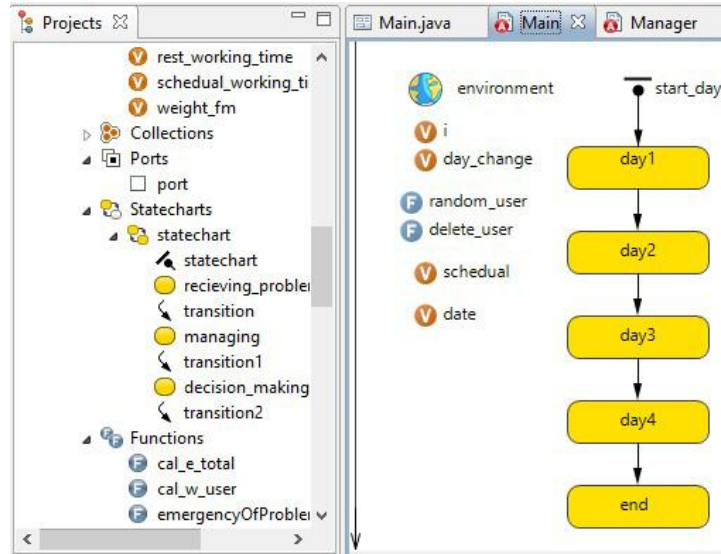 Projects
rest_working_time
schedual_working_ti
weight_fm
Collections
Ports
port
Statecharts
statechart
statechart
recieving_probler
transition
managing
transition1
decision_making
transition2
Functions
cal_e_total
cal_w_user
emergencyOfProbler
Main.java
Main
Manager
environment
i
day_change
random_user
delete_user
schedual
date
start_day
day1
day2
day3
day4
end